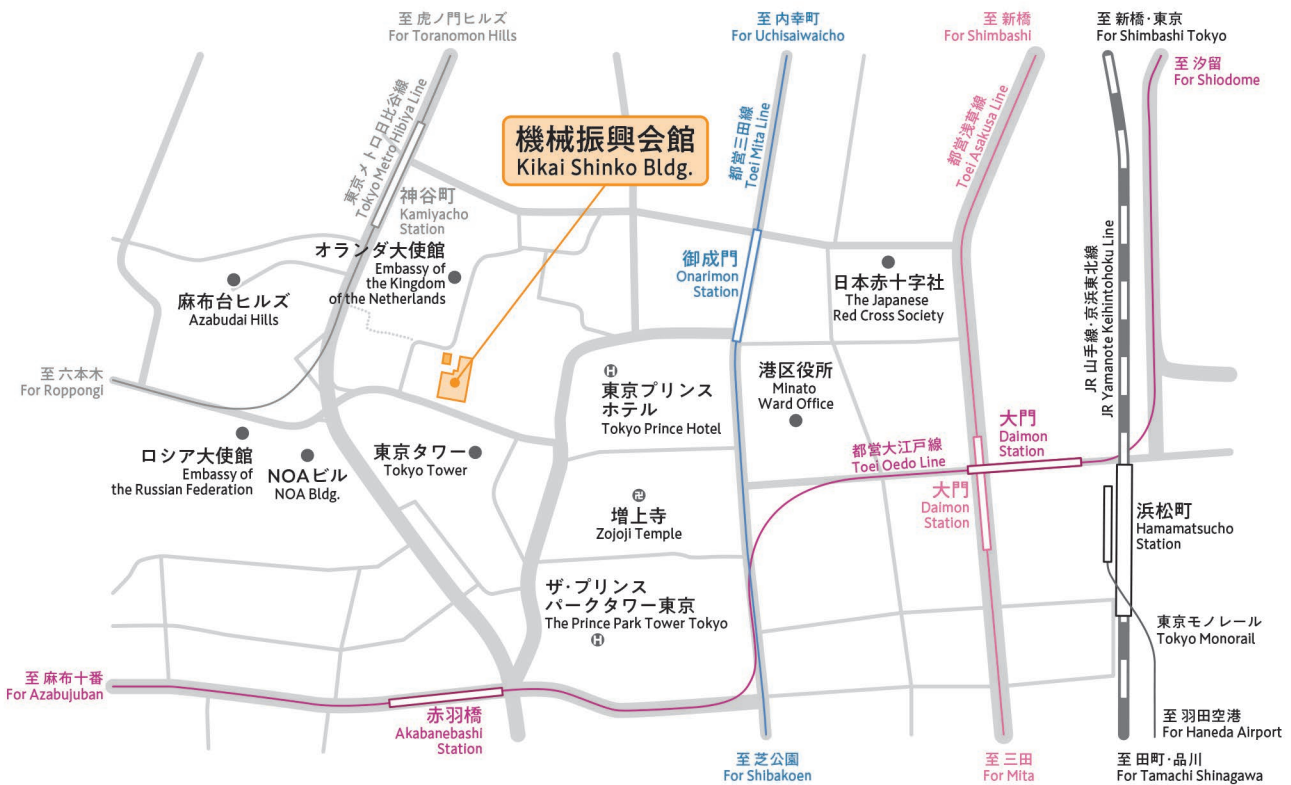 至 虎ノ門ヒルズ
For Toranomon Hills
至 内幸町
For Uchisaiwaicho
至 新橋
For Shimbashi
至 新橋・東京
For Shimbashi Tokyo
至 汐留
For Shiodome
東京メトロ日比谷線
Tokyo Metro Hibiya Line
機械振興会館
Kikai Shinko Bldg.
都営三田線
Toei Mita Line
都営浅草線
Toei Asakusa Line
神谷町
Kamiyacho
Station
オランダ大使館
Embassy of
the Kingdom
of the Netherlands
麻布台ヒルズ
Azabudai Hills
御成門
Onarimon
Station
日本赤十字社
The Japanese
Red Cross Society
JR 山手線・京浜東北線
JR Yamanote Keihintohoku Line
至 六本木
For Roppongi
H
東京プリンス
ホテル
Tokyo Prince Hotel
港区役所
Minato
Ward Office
ロシア大使館
Embassy of
the Russian Federation
NOAビル
NOA Bldg.
東京タワー
Tokyo Tower
都営大江戸線
Toei Oedo Line
大門
Daimon
Station
大門
Daimon
Station
卍
増上寺
Zojoji Temple
浜松町
Hamamatsucho
Station
ザ・プリンス
パークタワー東京
The Prince Park Tower Tokyo
H
東京モノレール
Tokyo Monorail
至 麻布十番
For Azabujuban
赤羽橋
Akabanebashi
Station
至 羽田空港
For Haneda Airport
至 芝公園
For Shibakoen
至 三田
For Mita
至 田町・品川
For Tamachi Shinagawa